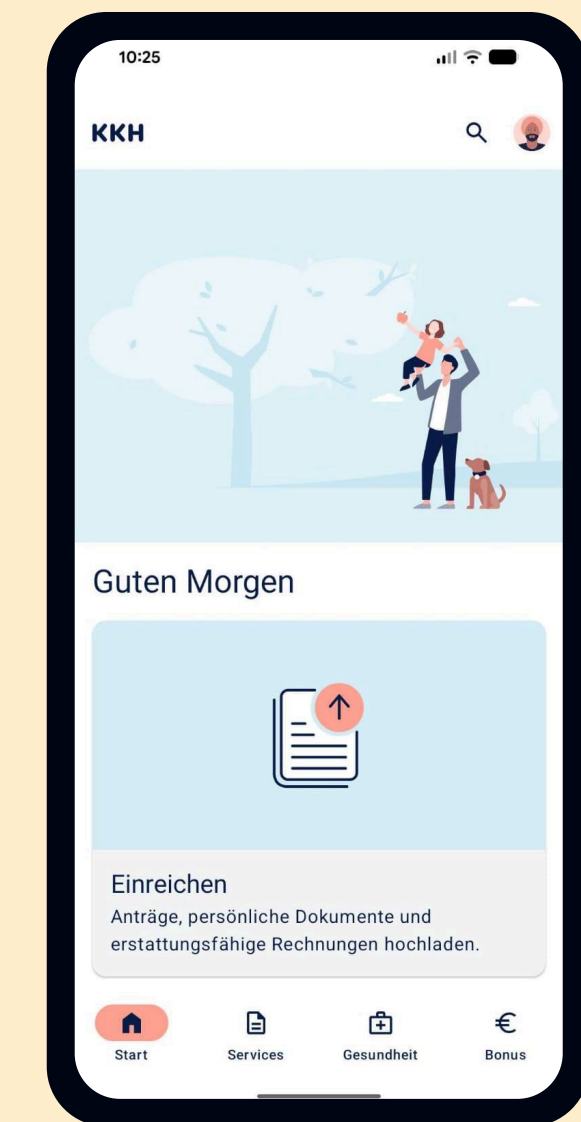 10:25
KKH
Guten Morgen
Einreichen
Anträge, persönliche Dokumente und
erstattungsfähige Rechnungen hochladen.
Start Services Gesundheit Bonus